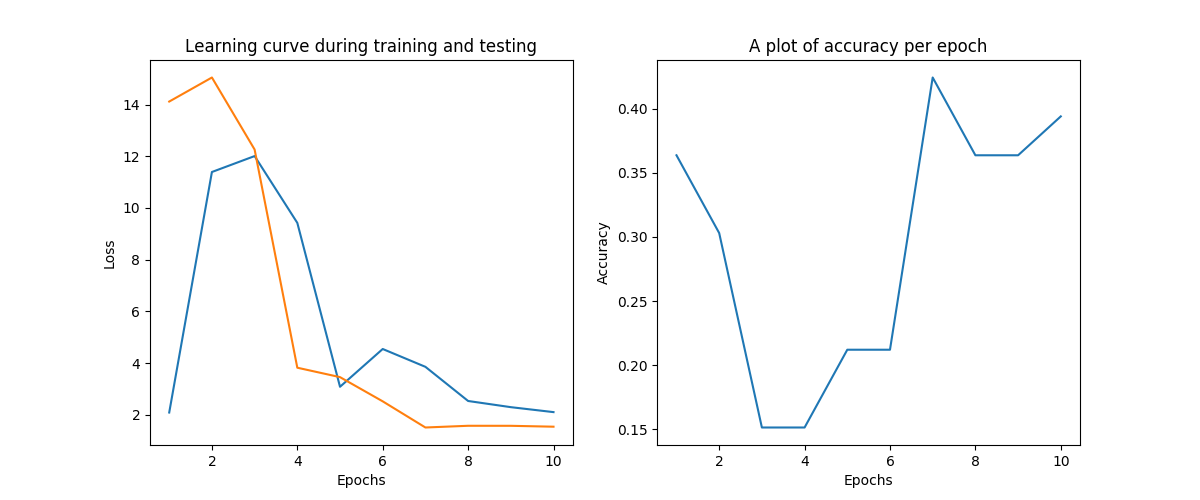 Learning curve during training and testing
14
12
10
8
6
4
2
Loss
2 4 6 8 10
Epochs
A plot of accuracy per epoch
0.40
0.35
0.30
0.25
0.20
0.15
Accuracy
2 4 6 8 10
Epochs